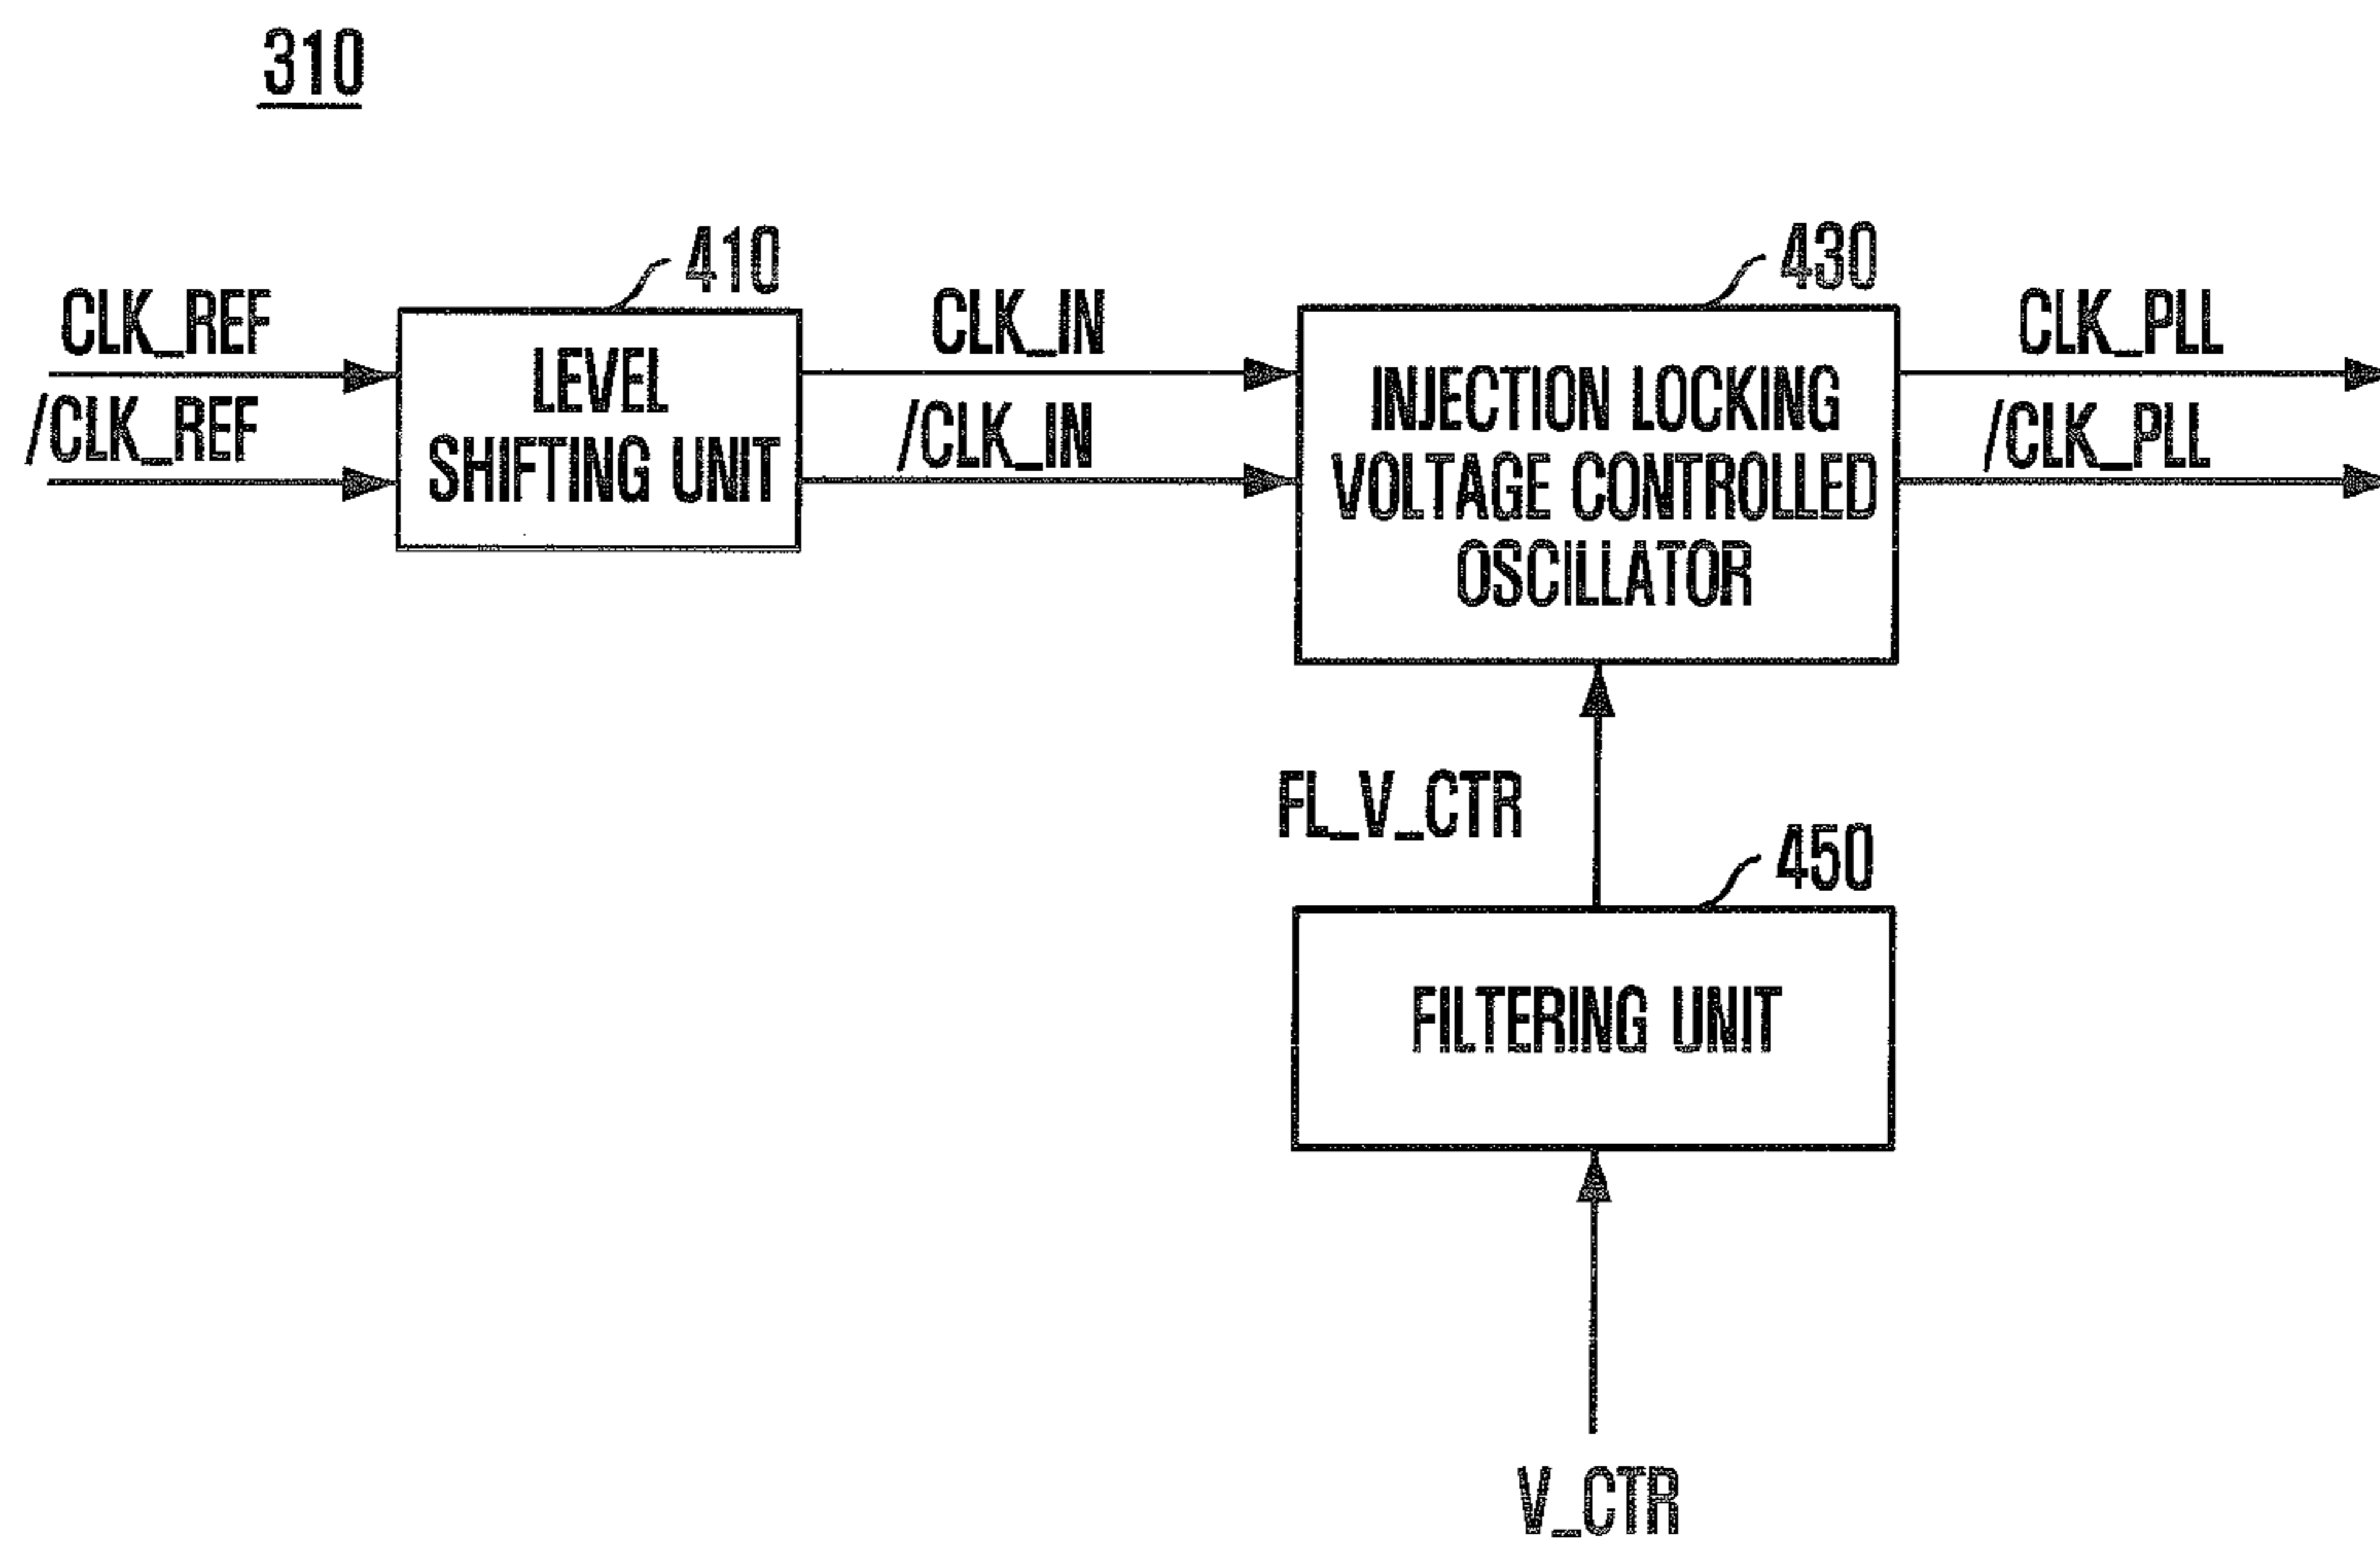 310
410
430
CLK_REF
CLK_IN
CLK_PLL
/CLK_REF
LEVEL
SHIFTING UNIT
/CLK_IN
INJECTION LOCKING
VOLTAGE CONTROLLED
OSCILLATOR
/CLK_PLL
FL_V_CTR
450
FILTERING UNIT
V_CTR